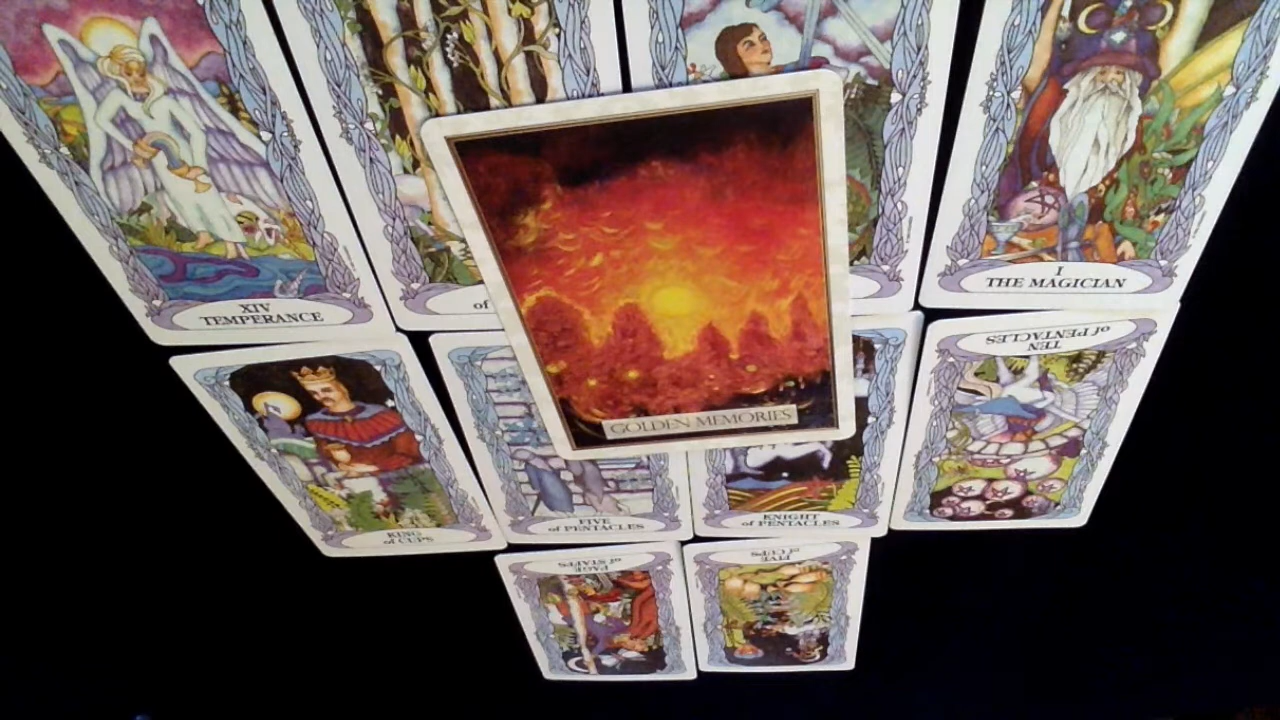 XIV
TEMPERANCE
of
I
THE MAGICIAN
GOLDEN MEMORIES
KING
of CUPS
FIVE
of PENTACLES
KNIGHT
of PENTACLES
TEN
of PENTACLES
PAGE
of STAFFS
FIVE
of CUPS